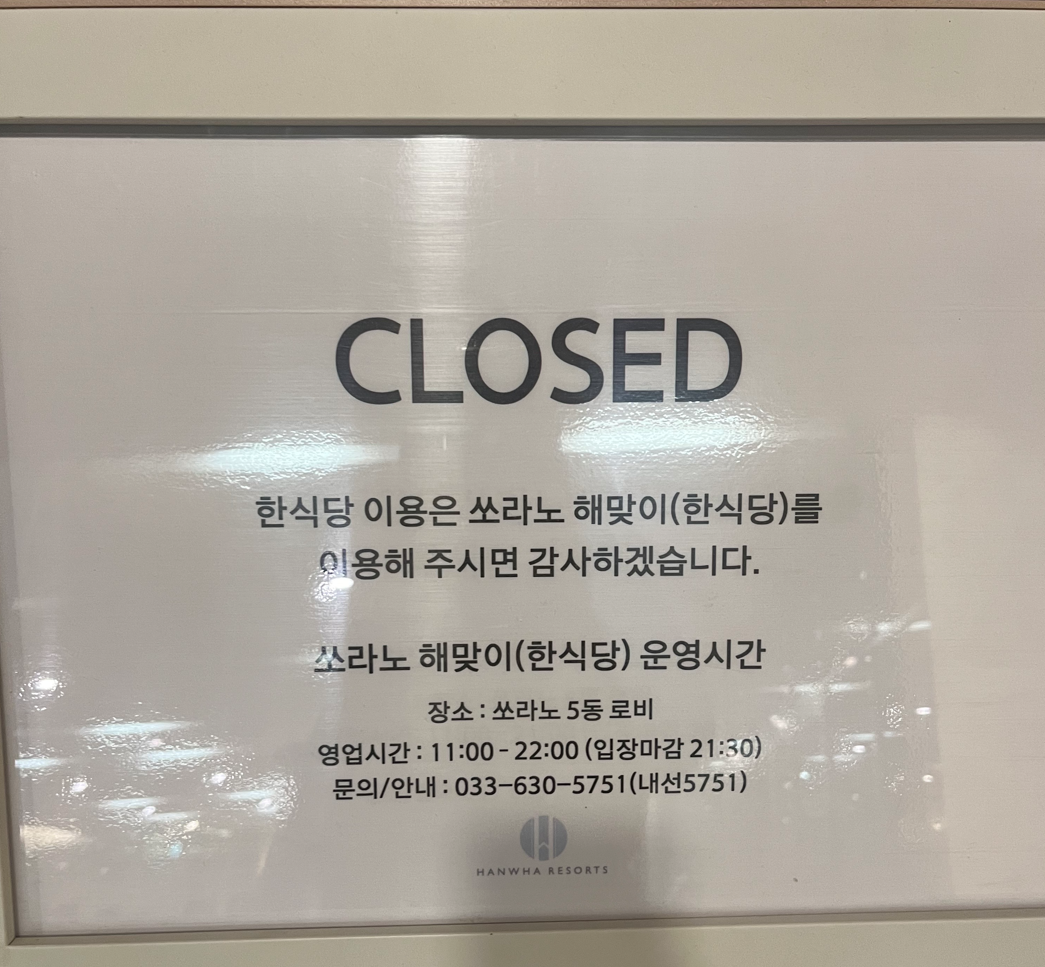 CLOSED
한식당 이용은 쏘라노 해맞이(한식당)를
이용해 주시면 감사하겠습니다.
쏘라노 해맞이(한식당) 운영시간
장소 : 쏘라노 5동 로비
영업시간 : 11:00 - 22:00 (입장마감 21:30)
문의/안내 : 033-630-5751(내선5751)
HANWHA RESORTS